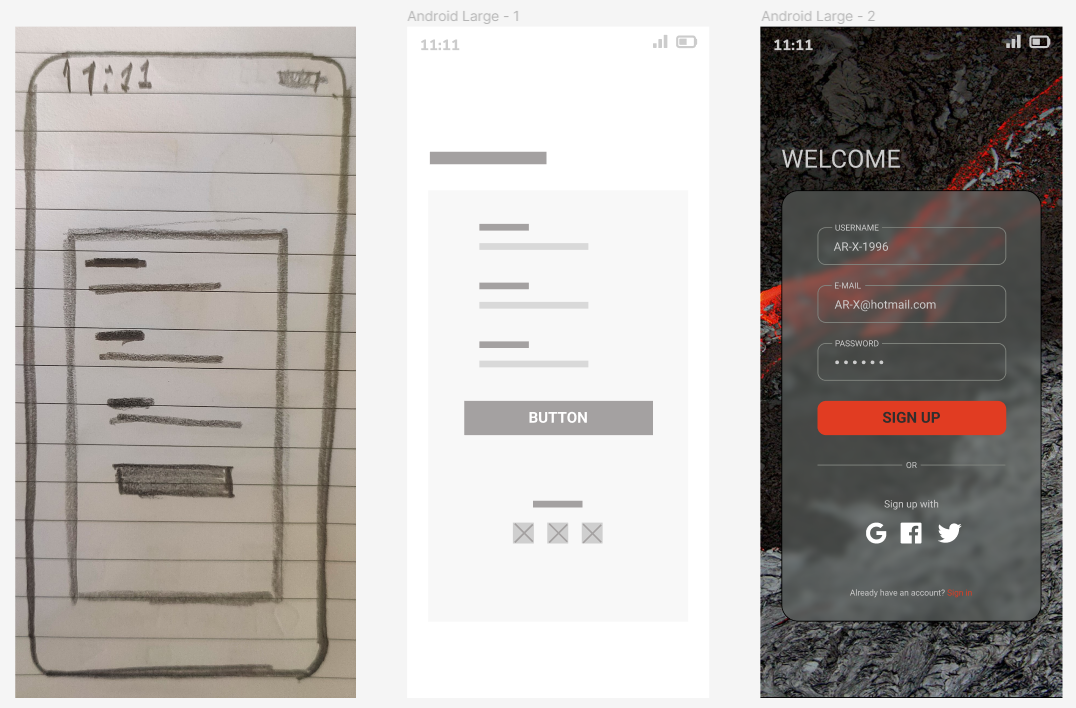 Android Large - 1
Android Large - 2
11:11
11:11
11:11
WELCOME
USERNAME
AR-X-1996
E-MAIL
AR-X@hotmail.com
PASSWORD
BUTTON
SIGN UP
OR
Sign up with
Already have an account? Sign in